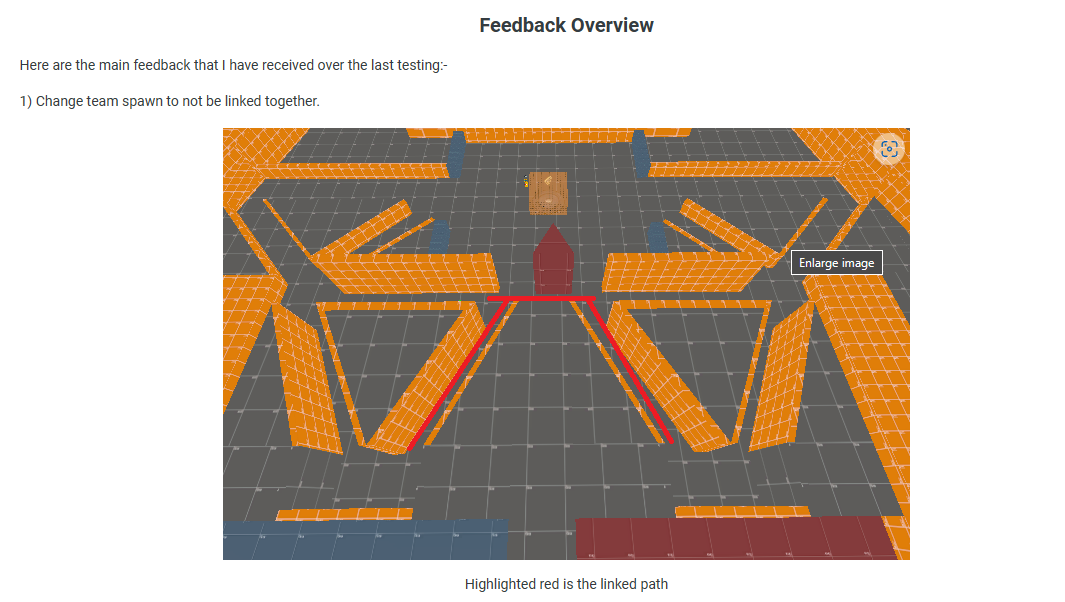 Feedback Overview
Here are the main feedback that I have received over the last testing:-
1) Change team spawn to not be linked together.
Enlarge image
Highlighted red is the linked path